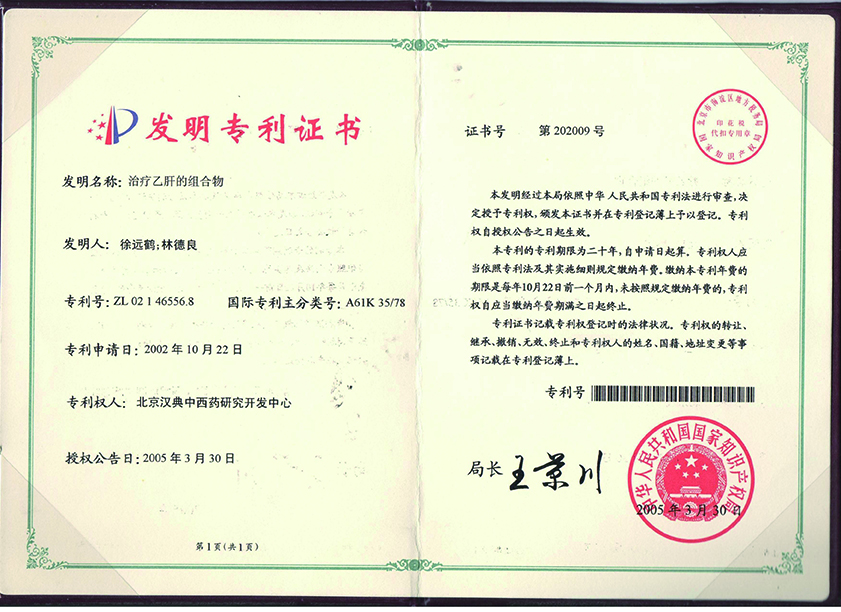 发明专利证书
发明名称：治疗乙肝的组合物
发明人：徐远鹤;林德良
专利号：ZL 02 1 46556.8 国际专利主分类号：A61K 35/78
专利申请日：2002 年 10 月 22 日
专利权人：北京汉典中西药研究开发中心
授权公告日：2005 年 3 月 30 日
第 1 页(共 1 页)
证书号 第 202009 号
北京市海淀区地方税务局
印花税
代扣专用章
国家知识产权局
本发明经过本局依照中华人民共和国专利法进行审查，决
定授予专利权，颁发本证书并在专利登记薄上予以登记。专利
权自授权公告之日起生效。
本专利的专利期限为二十年，自申请日起算。专利权人应
当依照专利法及其实施细则规定缴纳年费。缴纳本专利年费的
期限是每年10月22日前一个月内，未按照规定缴纳年费的，专利
权自应当缴纳年费期满之日起终止。
专利证书记载专利权登记时的法律状况。专利权的转让、
继承、撤销、无效、终止和专利权人的姓名、国籍、地址变更等事
项记载在专利登记薄上。
专利号
局长 王景川
中华人民共和国国家知识产权局
2005 年 3 月 30 日